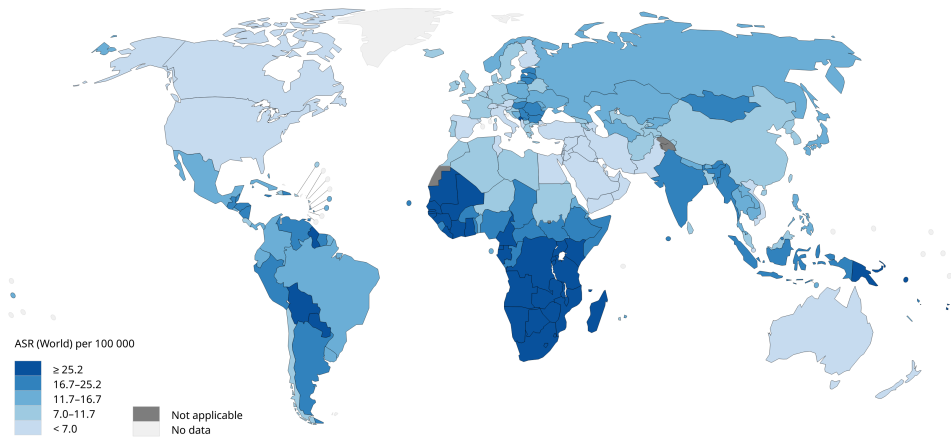 ASR (World) per 100 000
≥ 25.2
16.7–25.2
11.7–16.7
7.0–11.7
< 7.0
Not applicable
No data